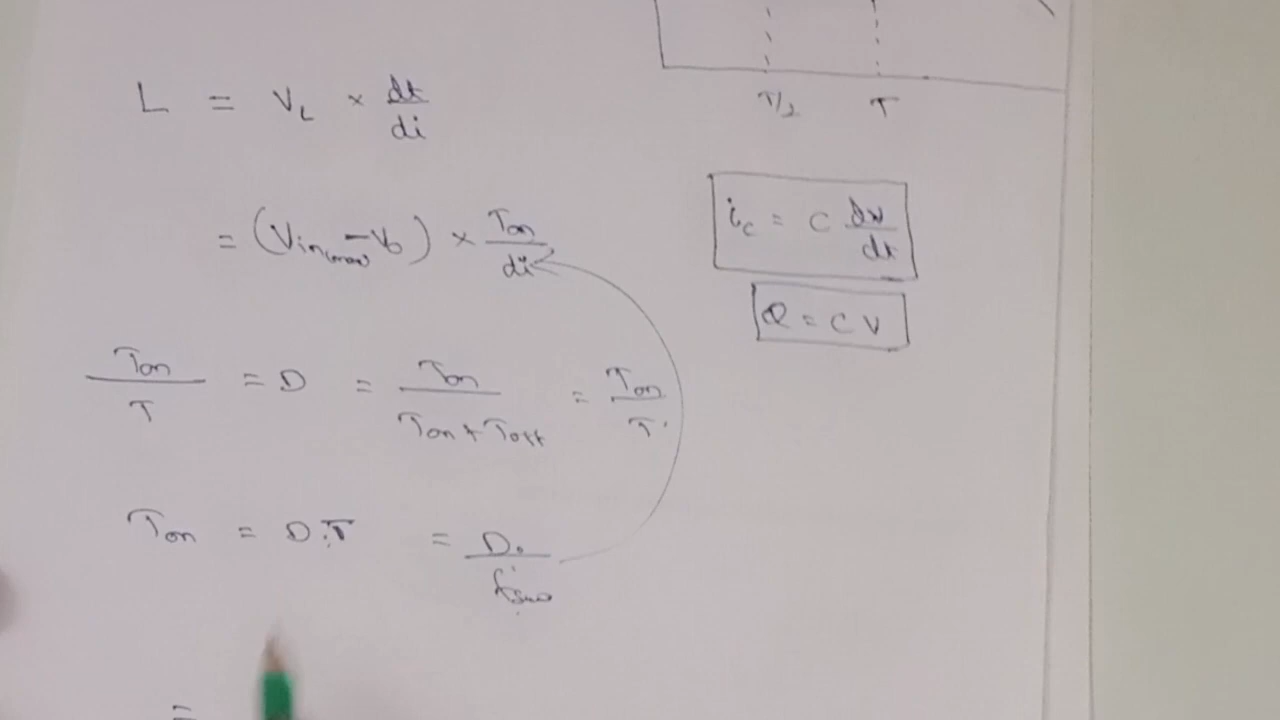 T/2 T
L = V_L × dt/di
= (V_in(max) - V_o) × T_on/di
i_c = C dv/dt
Q = C V
T_on/T = D = T_on/(T_on + T_off) = T_on/T
T_on = D.T = D/f_sw
=